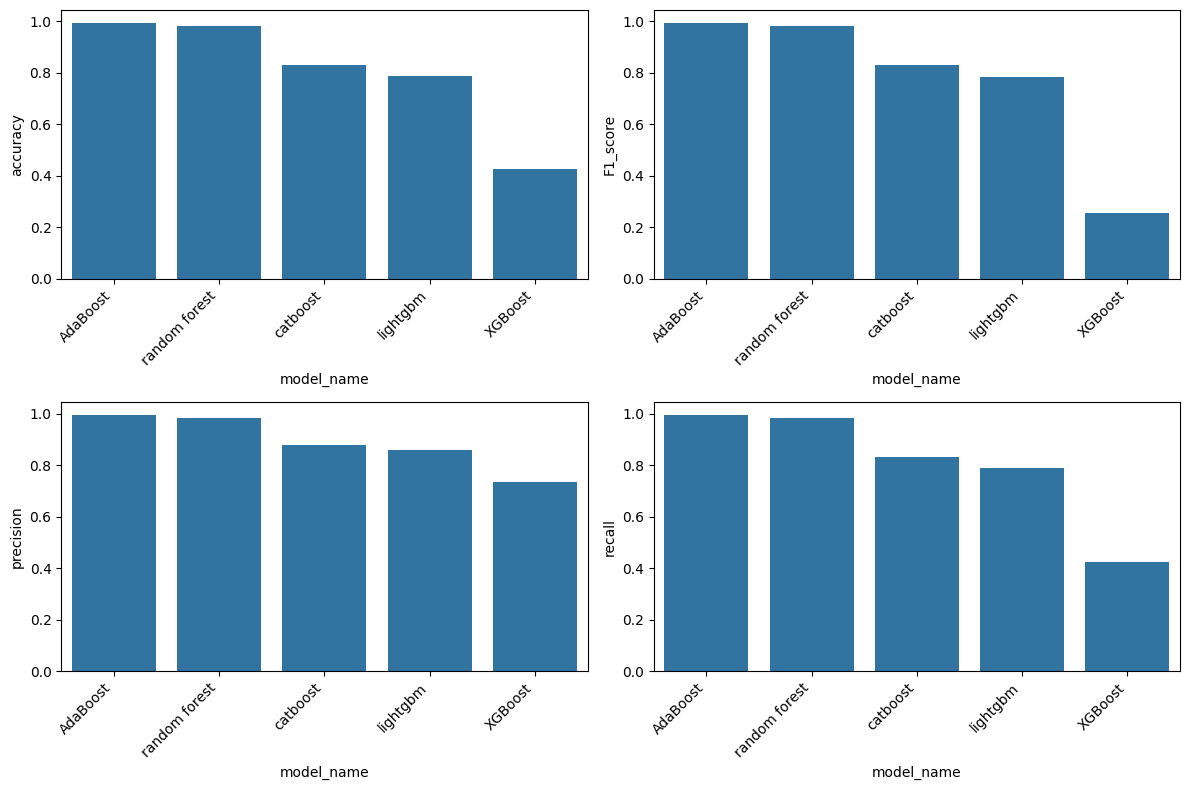 accuracy
1.0
0.8
0.6
0.4
0.2
0.0
AdaBoost
random forest
catboost
lightgbm
XGBoost
model_name
F1_score
1.0
0.8
0.6
0.4
0.2
0.0
AdaBoost
random forest
catboost
lightgbm
XGBoost
model_name
precision
1.0
0.8
0.6
0.4
0.2
0.0
AdaBoost
random forest
catboost
lightgbm
XGBoost
model_name
recall
1.0
0.8
0.6
0.4
0.2
0.0
AdaBoost
random forest
catboost
lightgbm
XGBoost
model_name